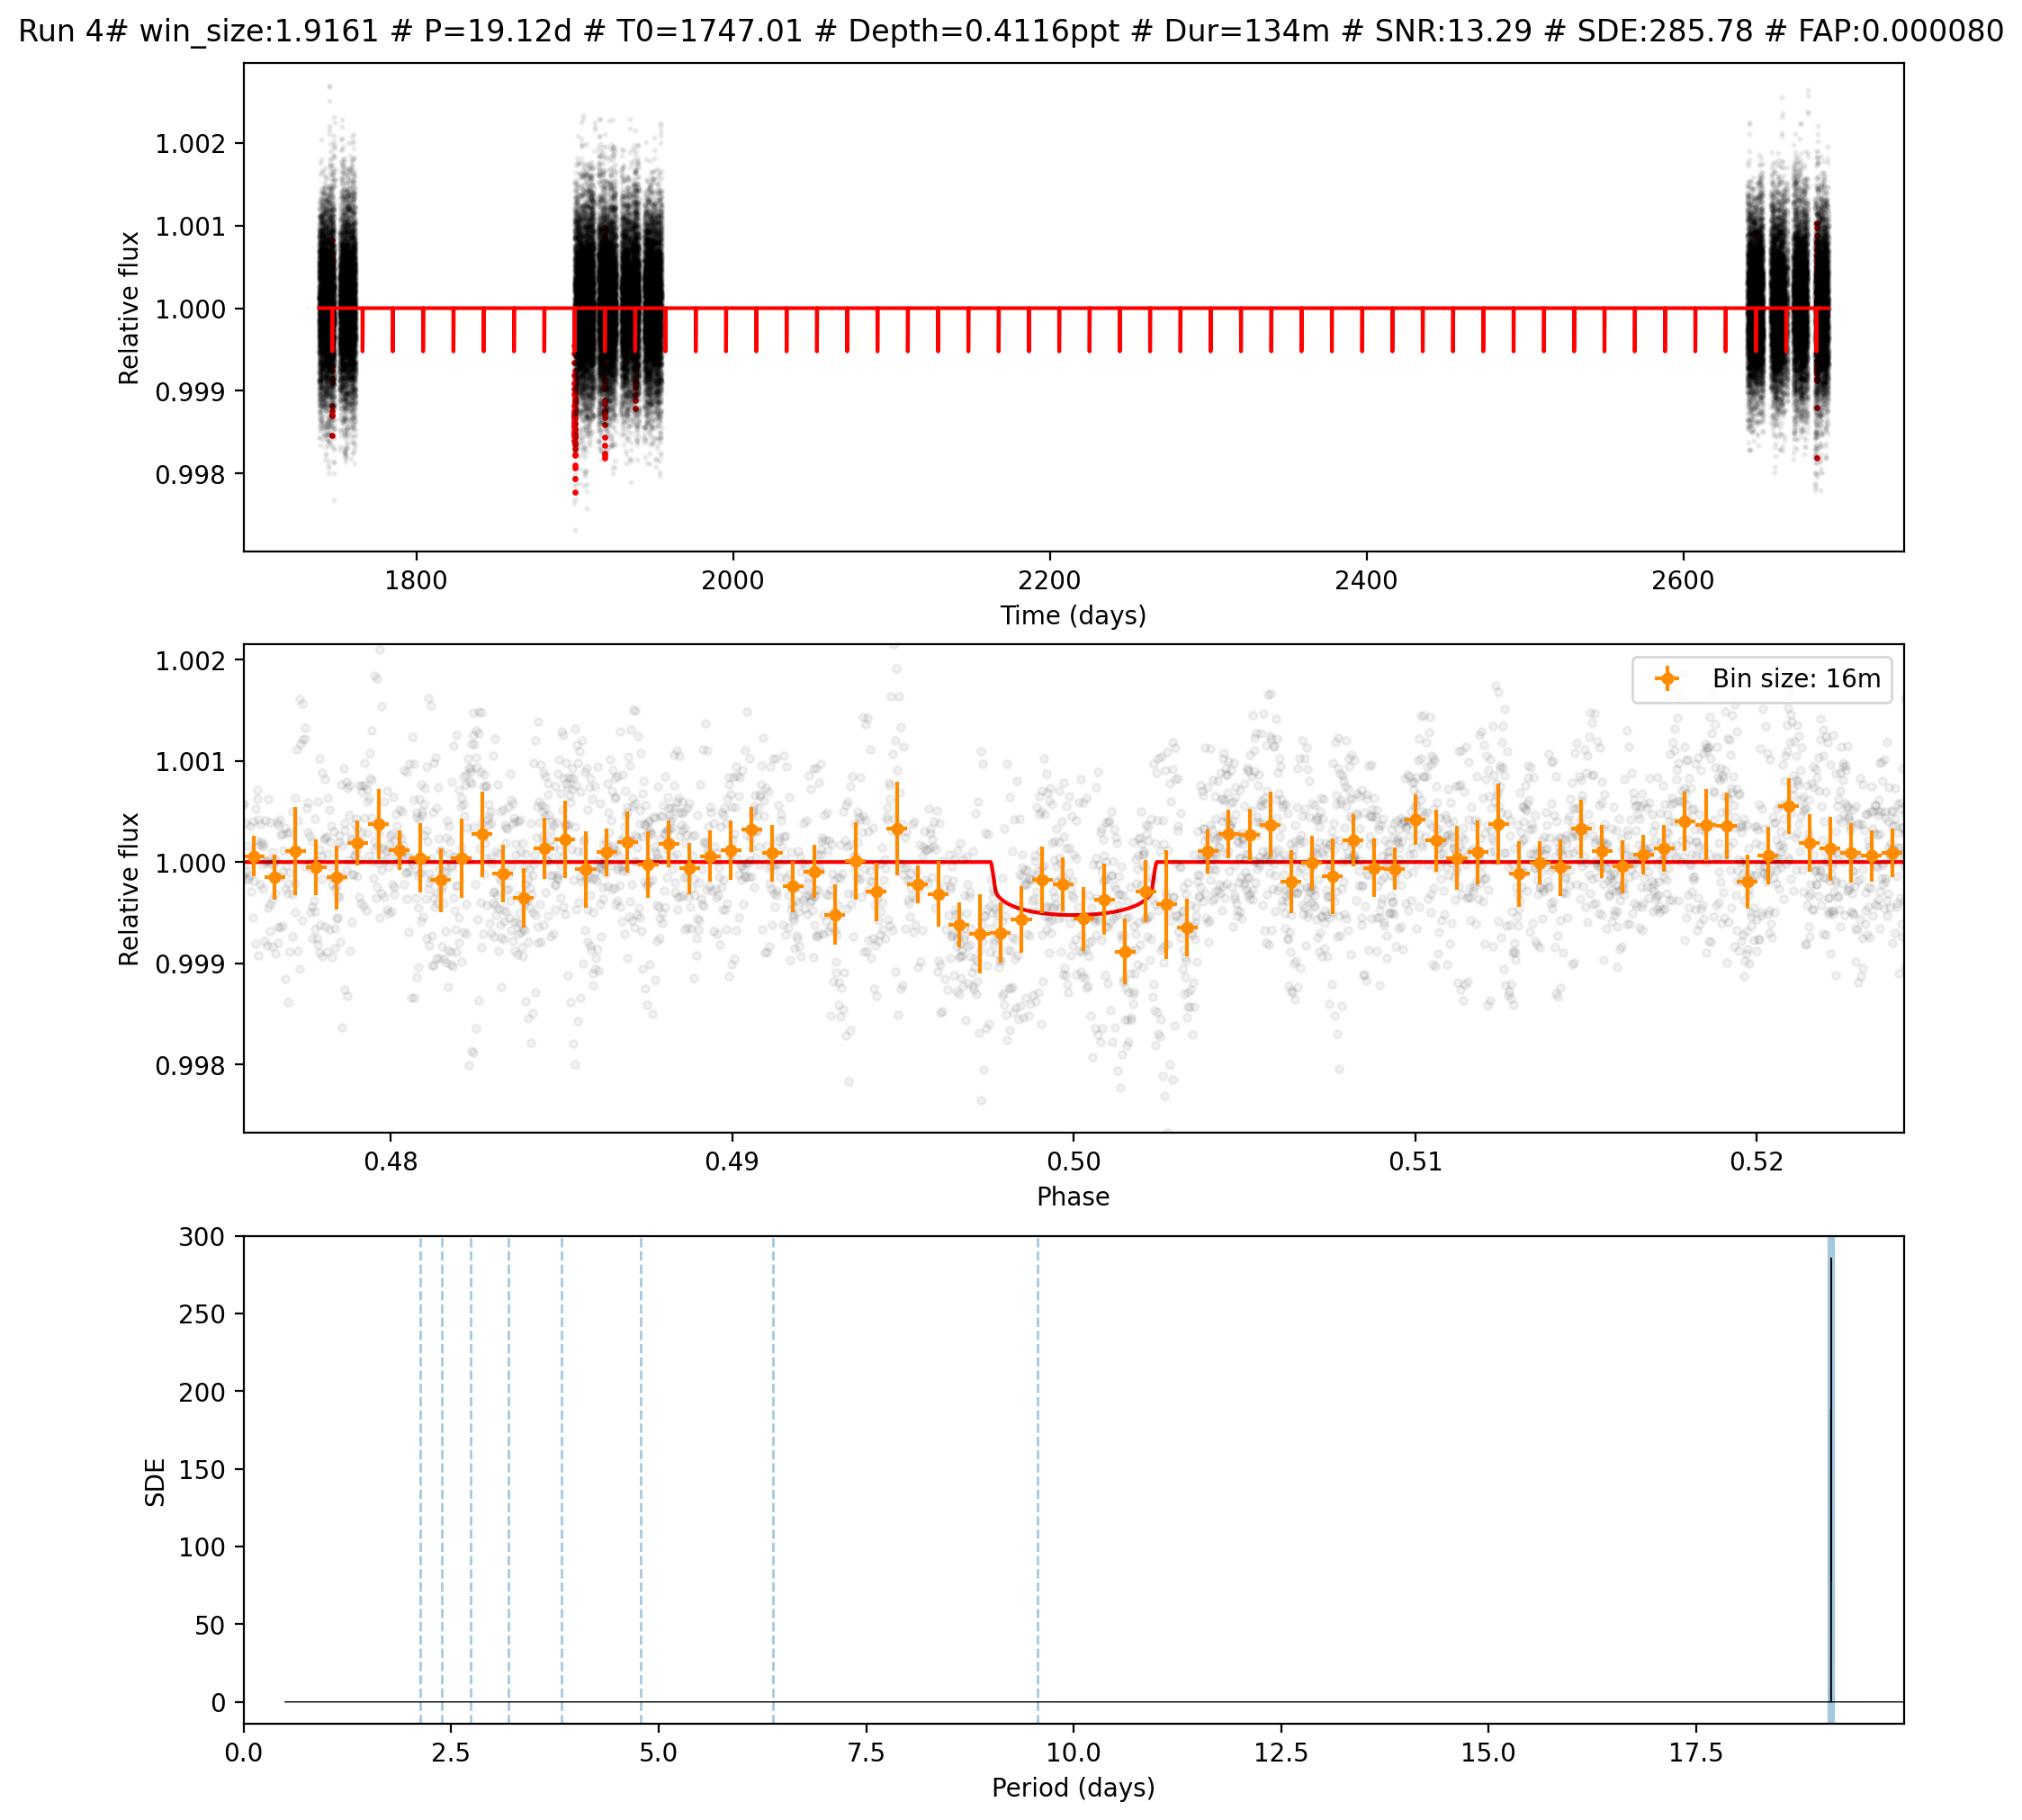 Run 4# win_size:1.9161 # P=19.12d # T0=1747.01 # Depth=0.4116ppt # Dur=134m # SNR:13.29 # SDE:285.78 # FAP:0.000080
1.002
1.001
1.000
0.999
0.998
Relative flux
1800 2000 2200 2400 2600
Time (days)
1.002
1.001
1.000
0.999
0.998
Relative flux
Bin size: 16m
0.48 0.49 0.50 0.51 0.52
Phase
300
250
200
150
100
50
0
SDE
0.0 2.5 5.0 7.5 10.0 12.5 15.0 17.5
Period (days)